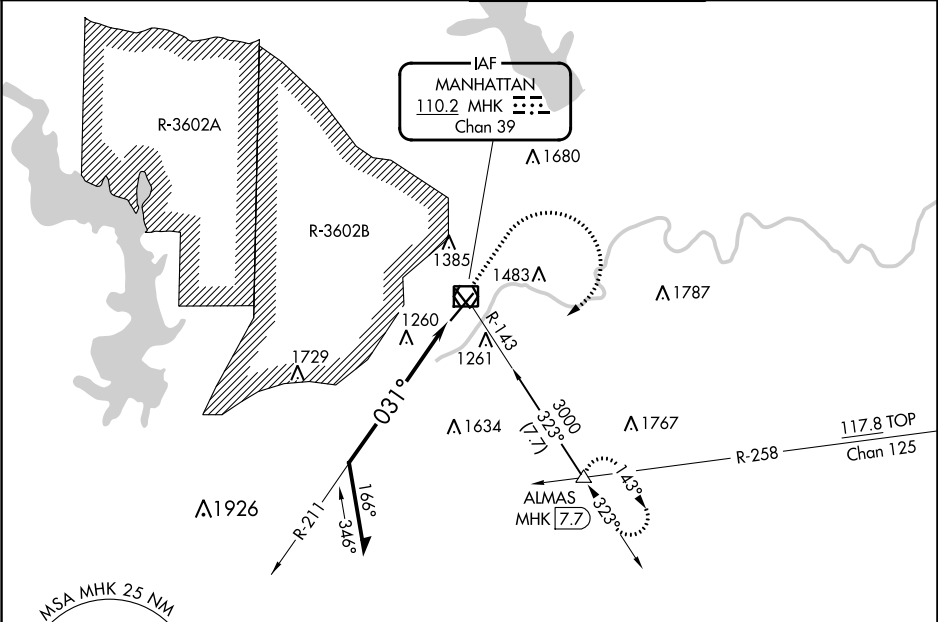 IAF
MANHATTAN
110.2 MHK
Chan 39
R-3602A
R-3602B
1680
1385
1483
1787
1260
R-143
1261
1729
031°
3000
323°
(7.7)
1634
1767
117.8 TOP
Chan 125
R-258
ALMAS
MHK 7.7
143°
323°
1926
R-211
166°
346°
MSA MHK 25 NM